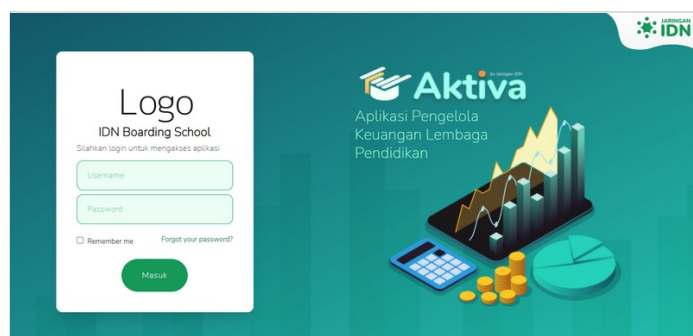 Logo
IDN Boarding School
Silahkan login untuk mengakses aplikasi
Username
Password
Remember me
Forgot your password?
Masuk
JARINGAN
IDN
by Jaringan IDN
Aktiva
Aplikasi Pengelola
Keuangan Lembaga
Pendidikan